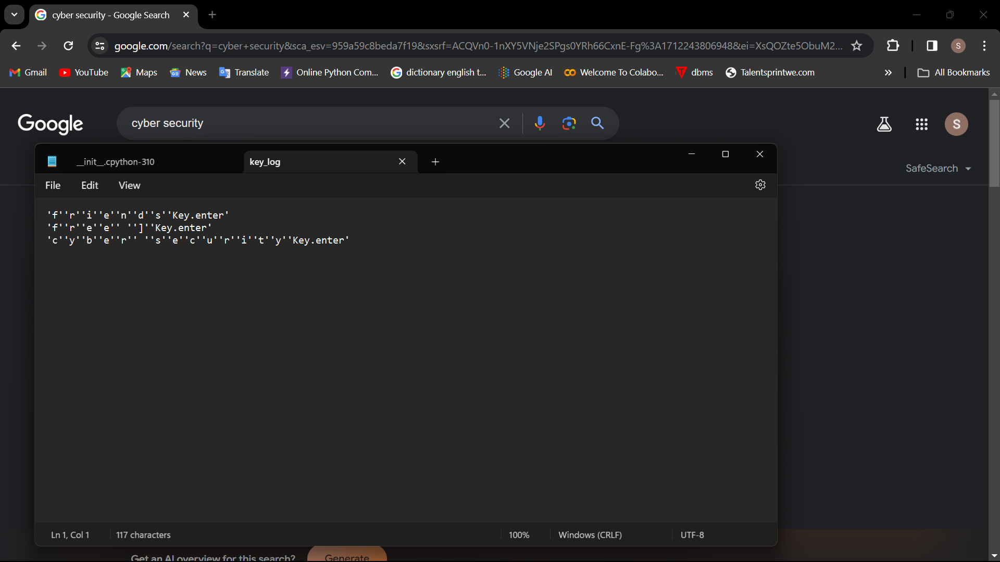 cyber security - Google Search
google.com/search?q=cyber+security&sca_esv=959a59c8beda7f19&sxsrf=ACQVn0-1nXY5VNje2SPgs0YRh66CxnE-Fg%3A1712243806948&ei=XsQOZte5ObuM2...
S
Gmail YouTube Maps News Translate Online Python Com... dictionary english t... Google AI Welcome To Colabo... dbms Talentsprintwe.com » All Bookmarks
Google cyber security S
__init__.cpython-310 key_log
SafeSearch
File Edit View
'f''r''i''e''n''d''s''Key.enter'
'f''r''e''e'' '']''Key.enter'
'c''y''b''e''r'' ''s''e''c''u''r''i''t''y''Key.enter'
Ln 1, Col 1 117 characters 100% Windows (CRLF) UTF-8
Get an AI overview for this search? Generate